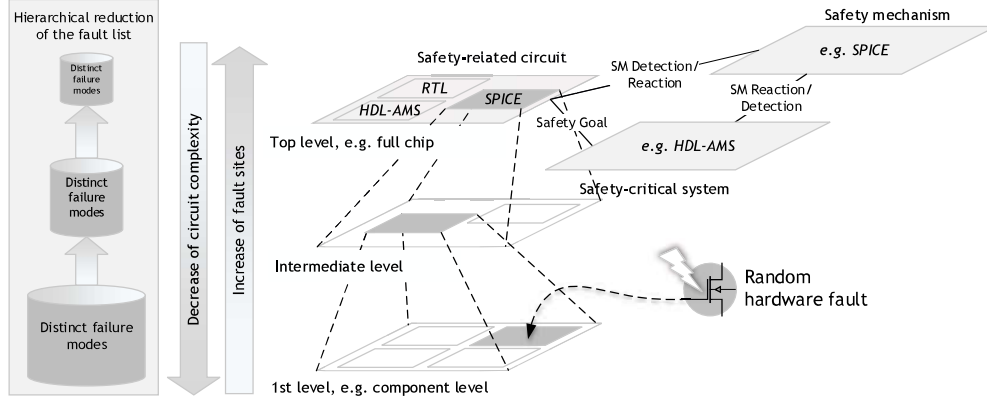 Hierarchical reduction
of the fault list
Distinct
failure
modes
Distinct
failure
modes
Distinct failure
modes
Decrease of circuit complexity
Increase of fault sites
Safety-related circuit
RTL
HDL-AMS
SPICE
Top level, e.g. full chip
Intermediate level
1st level, e.g. component level
Safety mechanism
e.g. SPICE
SM Detection/
Reaction
SM Reaction/
Detection
Safety Goal
e.g. HDL-AMS
Safety-critical system
Random
hardware fault